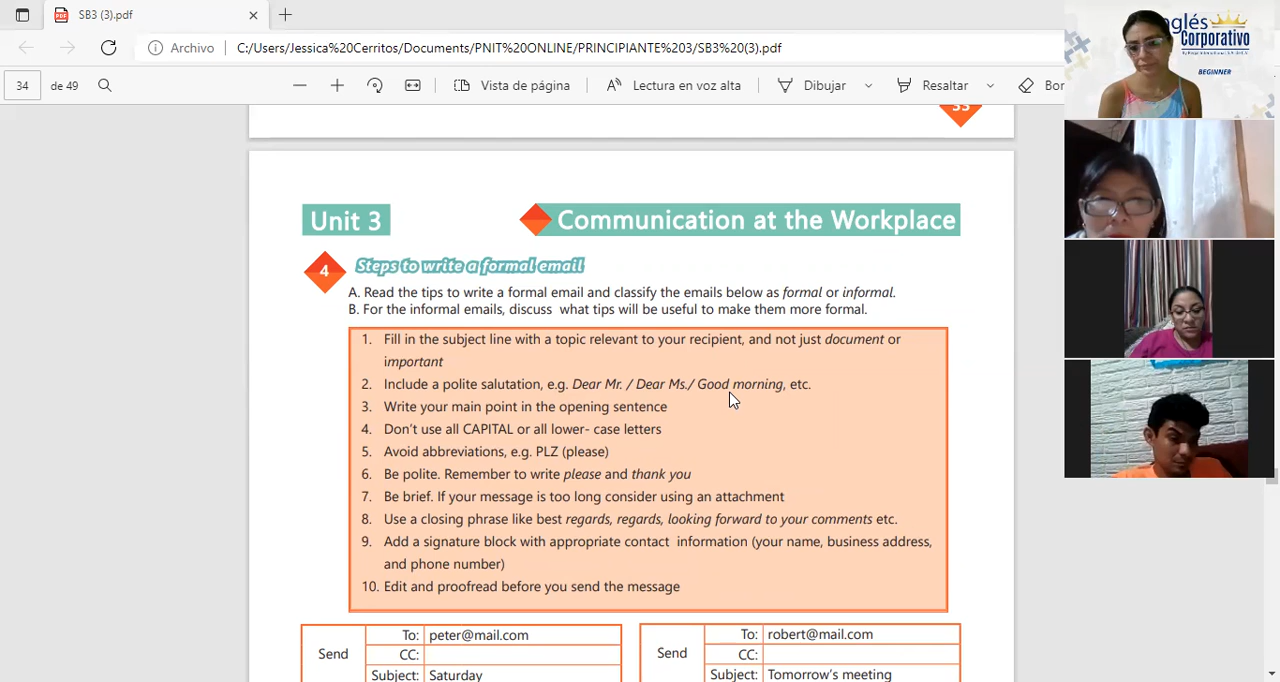 SB3 (3).pdf
Archivo
C:/Users/Jessica%20Cerritos/Documents/PNIT%20ONLINE/PRINCIPIANTE%203/SB3%20(3).pdf
34 de 49
Vista de página
Lectura en voz alta
Dibujar
Resaltar
Bor
Inglés
Corporativo
BEGINNER
33
Unit 3
Communication at the Workplace
4
Steps to write a formal email
A. Read the tips to write a formal email and classify the emails below as formal or informal.
B. For the informal emails, discuss what tips will be useful to make them more formal.
1. Fill in the subject line with a topic relevant to your recipient, and not just document or
important
2. Include a polite salutation, e.g. Dear Mr. / Dear Ms./ Good morning, etc.
3. Write your main point in the opening sentence
4. Don't use all CAPITAL or all lower- case letters
5. Avoid abbreviations, e.g. PLZ (please)
6. Be polite. Remember to write please and thank you
7. Be brief. If your message is too long consider using an attachment
8. Use a closing phrase like best regards, regards, looking forward to your comments etc.
9. Add a signature block with appropriate contact information (your name, business address,
and phone number)
10. Edit and proofread before you send the message
Send
To: peter@mail.com
CC:
Subject: Saturday
Send
To: robert@mail.com
CC:
Subject: Tomorrow's meeting